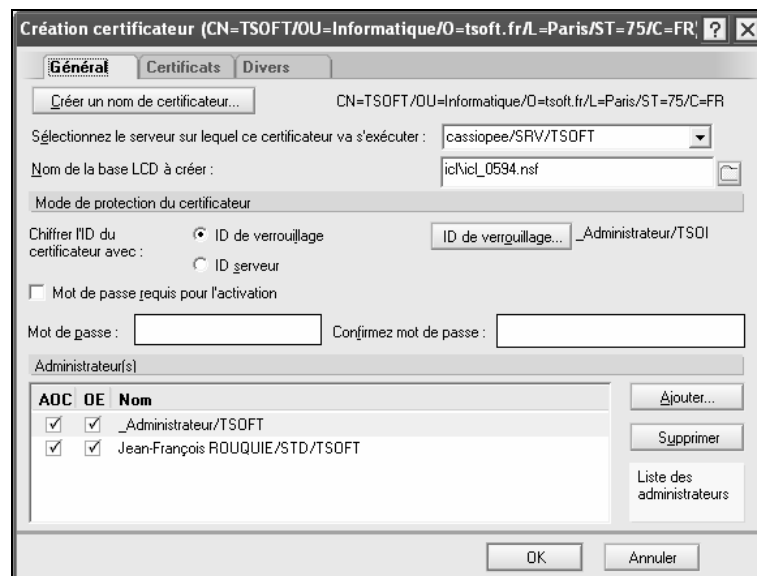 Création certificateur (CN=TSOFT/OU=Informatique/O=tsoft.fr/L=Paris/ST=75/C=FR)
Général Certificats Divers
Créer un nom de certificateur... CN=TSOFT/OU=Informatique/O=tsoft.fr/L=Paris/ST=75/C=FR
Sélectionnez le serveur sur lequel ce certificateur va s'exécuter : cassiopee/SRV/TSOFT
Nom de la base LCD à créer : icl\icl_0594.nsf
Mode de protection du certificateur
Chiffrer l'ID du
certificateur avec :
ID de verrouillage ID de verrouillage... _Administrateur/TSOI
ID serveur
Mot de passe requis pour l'activation
Mot de passe : Confirmez mot de passe :
Administrateur(s)
AOC OE Nom
_Administrateur/TSOFT
Jean-François ROUQUIE/STD/TSOFT
Ajouter...
Supprimer
Liste des
administrateurs
OK Annuler